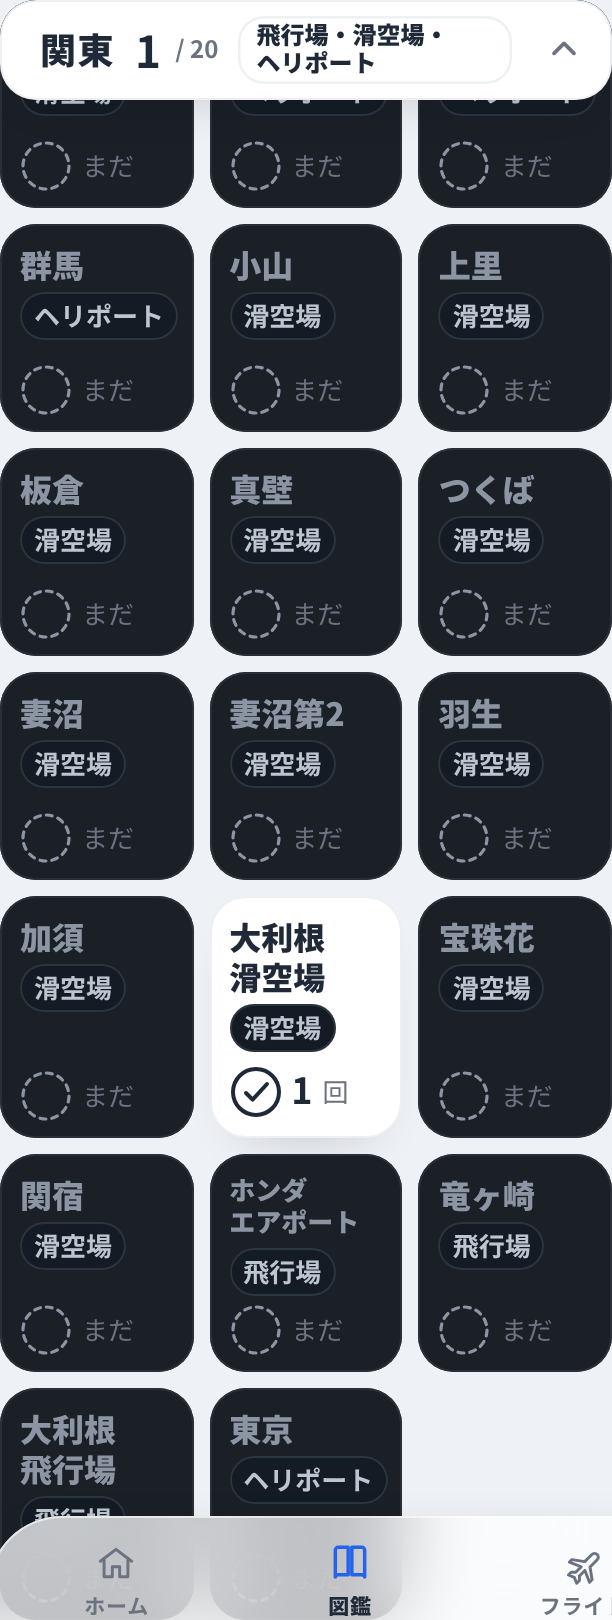 関東 1 / 20 飛行場・滑空場・
ヘリポート
まだ まだ まだ
群馬 小山 上里
ヘリポート 滑空場 滑空場
まだ まだ まだ
板倉 真壁 つくば
滑空場 滑空場 滑空場
まだ まだ まだ
妻沼 妻沼第2 羽生
滑空場 滑空場 滑空場
まだ まだ まだ
加須 大利根 宝珠花
滑空場 滑空場 滑空場
滑空場
まだ 1 回 まだ
関宿 ホンダ 竜ヶ崎
エアポート
滑空場 飛行場 飛行場
まだ まだ まだ
大利根 東京
飛行場 ヘリポート
飛行場
ホーム 図鑑 フライ